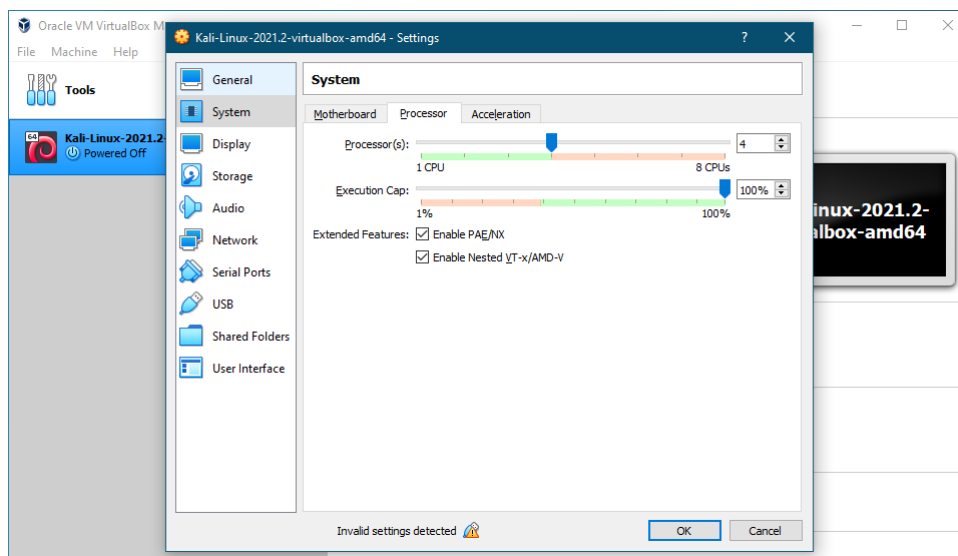 Oracle VM VirtualBox M
File Machine Help
Tools
64
Kali-Linux-2021.2-
Powered Off
inux-2021.2-
lbox-amd64
Kali-Linux-2021.2-virtualbox-amd64 - Settings
?
General
System
Display
Storage
Audio
Network
Serial Ports
USB
Shared Folders
User Interface
System
Motherboard Processor Acceleration
Processor(s): 4
1 CPU 8 CPUs
Execution Cap: 100%
1% 100%
Extended Features: Enable PAE/NX
Enable Nested VT-x/AMD-V
Invalid settings detected
OK Cancel